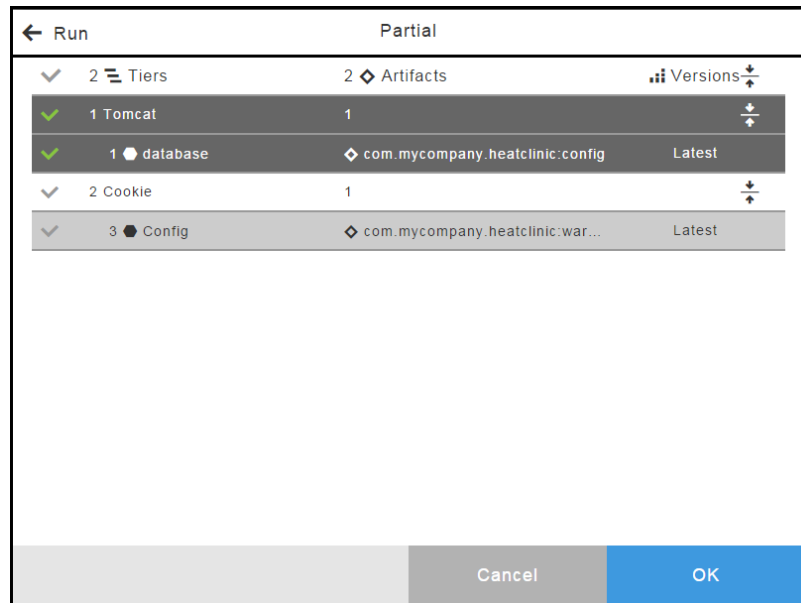 Run Partial
2 Tiers 2 Artifacts Versions
1 Tomcat 1
1 database com.mycompany.heatclinic:config Latest
2 Cookie 1
3 Config com.mycompany.heatclinic:war... Latest
Cancel OK